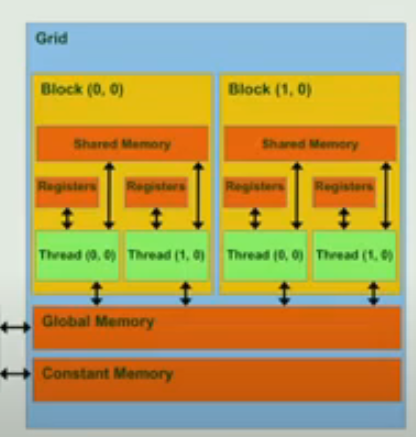 Grid
Block (0, 0)
Block (1, 0)
Shared Memory
Shared Memory
Registers
Registers
Registers
Registers
Thread (0, 0)
Thread (1, 0)
Thread (0, 0)
Thread (1, 0)
Global Memory
Constant Memory